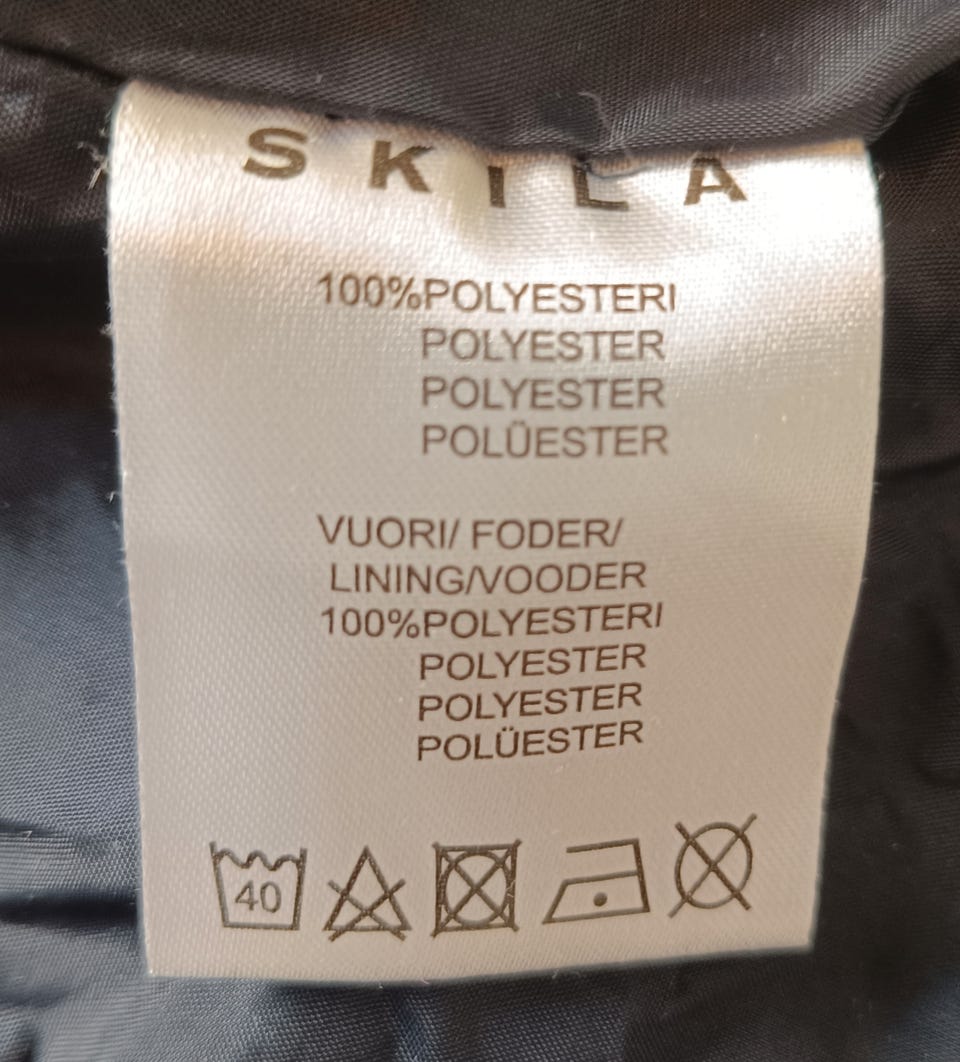 SKILA
100%POLYESTERI
POLYESTER
POLYESTER
POLÜESTER
VUORI/ FODER/
LINING/VOODER
100%POLYESTERI
POLYESTER
POLYESTER
POLÜESTER
40